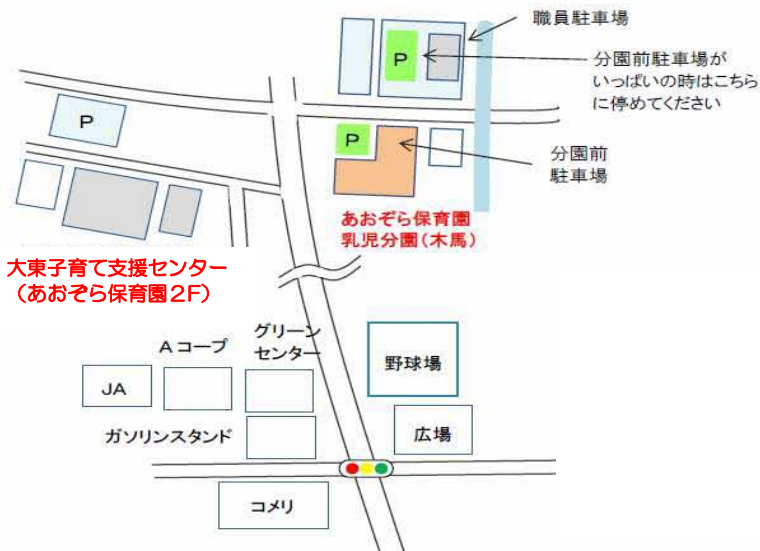 職員駐車場
P
分園前駐車場が
いっぱいの時はこちら
に停めてください
P
P
分園前
駐車場
あおぞら保育園
乳児分園(木馬)
大東子育て支援センター
(あおぞら保育園2F)
グリーン
センター
Aコープ
野球場
JA
ガソリンスタンド
広場
コメリ